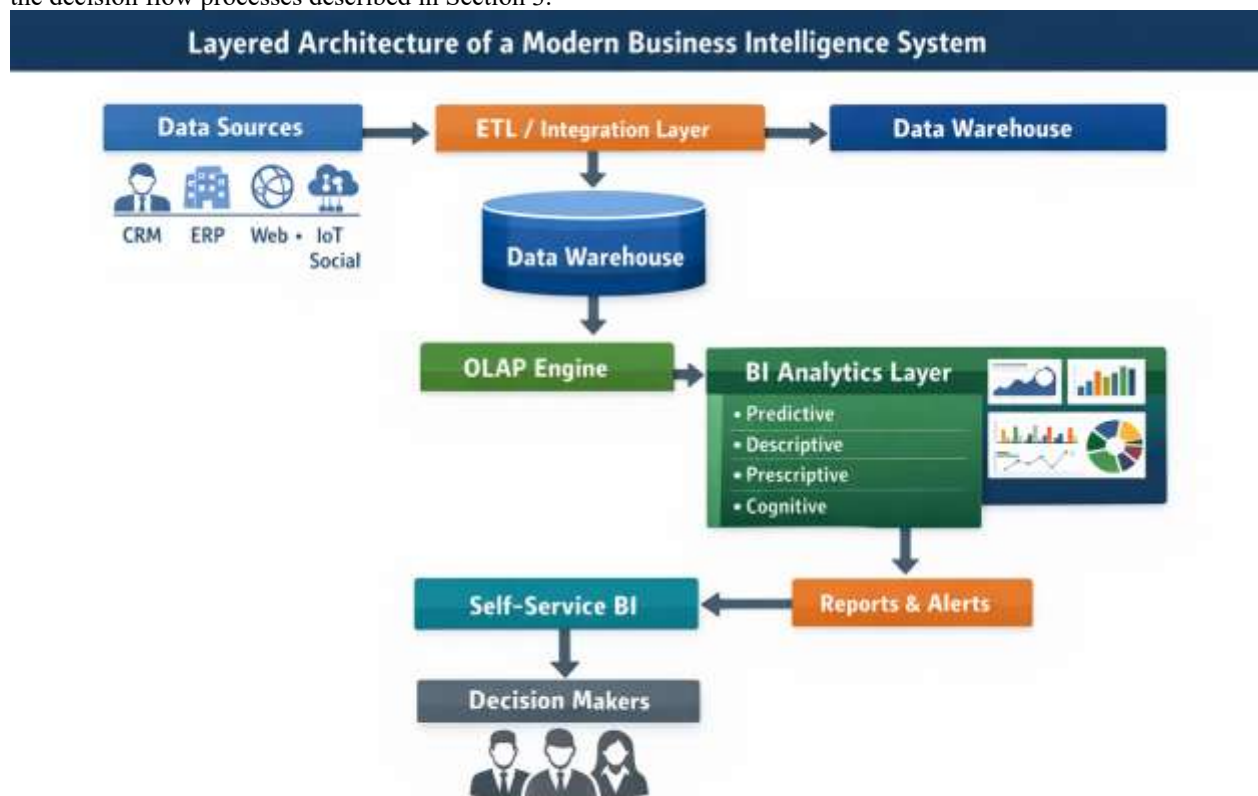 the decision-flow processes described in Section 3.
Layered Architecture of a Modern Business Intelligence System
Data Sources
ETL / Integration Layer
Data Warehouse
CRM
ERP
Web •
IoT
Social
Data Warehouse
OLAP Engine
BI Analytics Layer
• Predictive
• Descriptive
• Prescriptive
• Cognitive
Self-Service BI
Reports & Alerts
Decision Makers